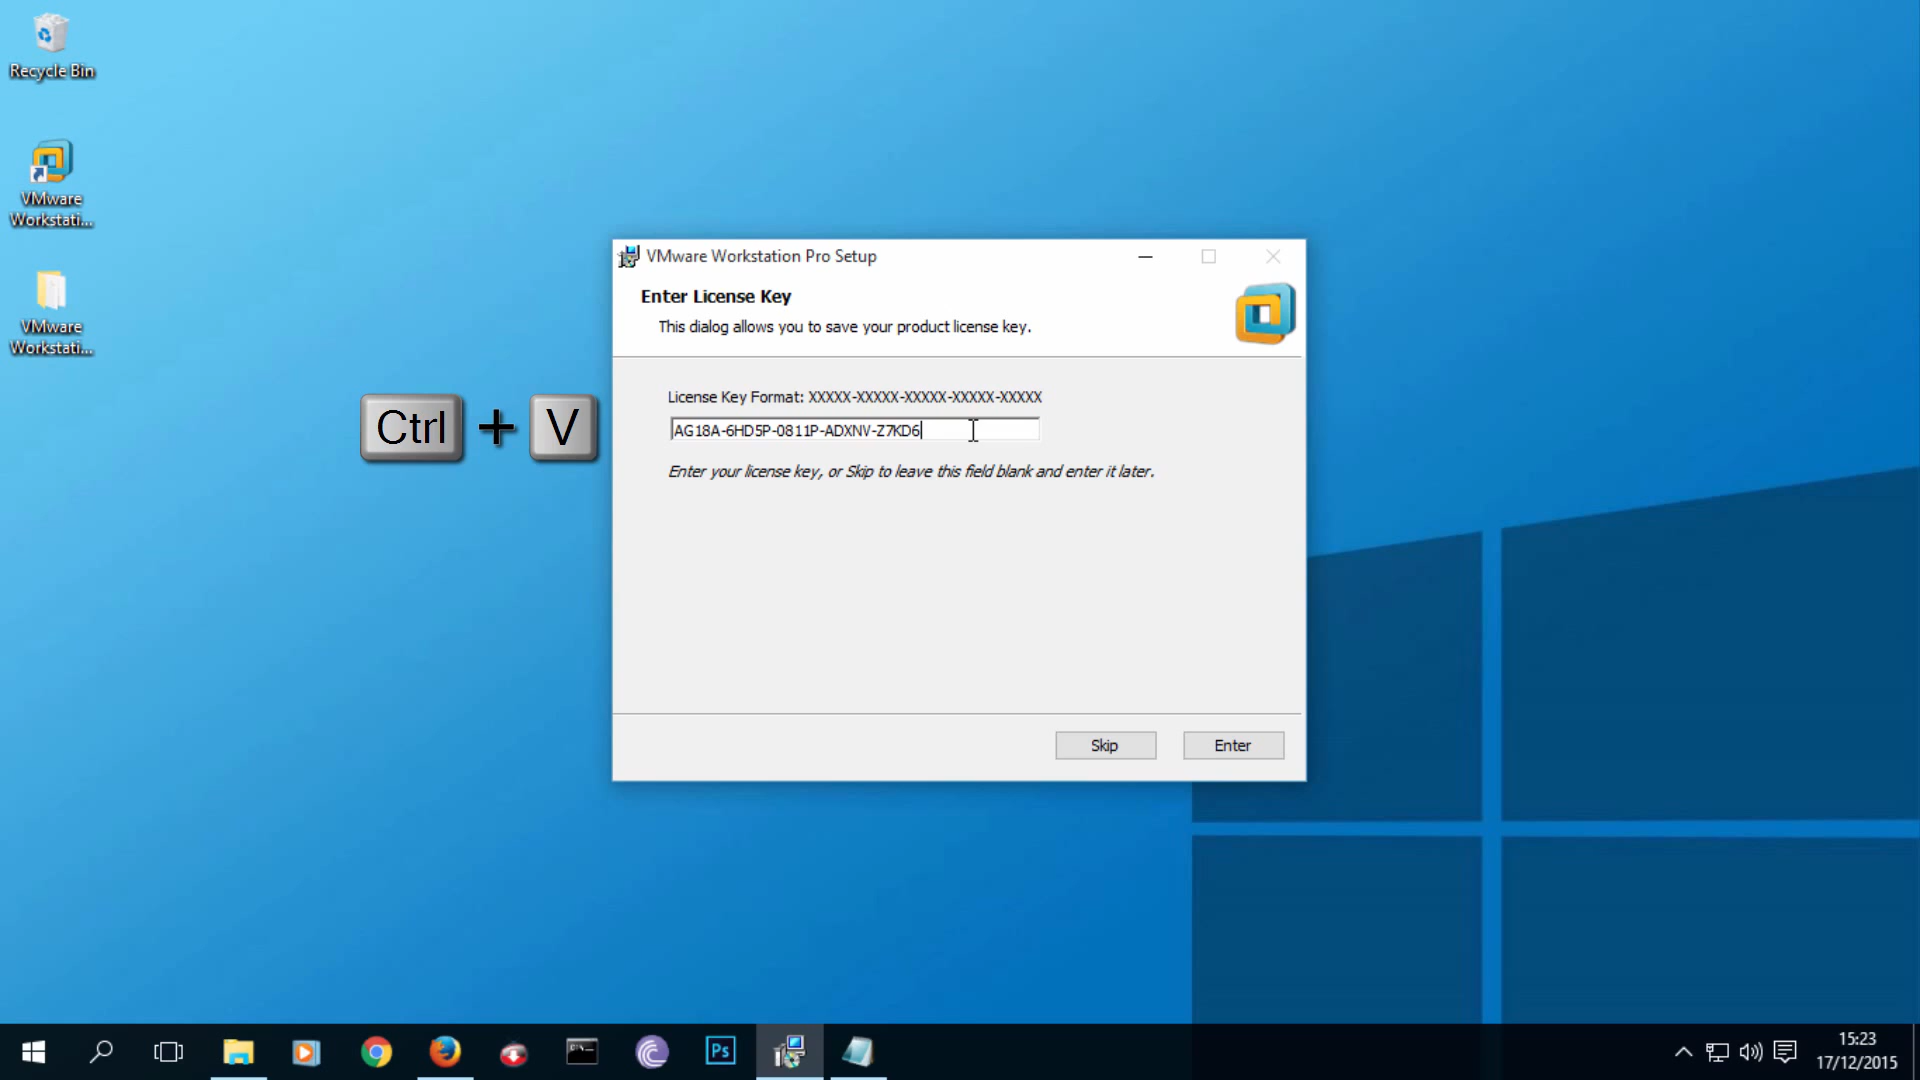 Recycle Bin
VMware
Workstati...
VMware
Workstati...
Ctrl + V
VMware Workstation Pro Setup
Enter License Key
This dialog allows you to save your product license key.
License Key Format: XXXXX-XXXXX-XXXXX-XXXXX-XXXXX
AG18A-6HD5P-0811P-ADXNV-Z7KD6
Enter your license key, or Skip to leave this field blank and enter it later.
Skip
Enter
Ps
15:23
17/12/2015